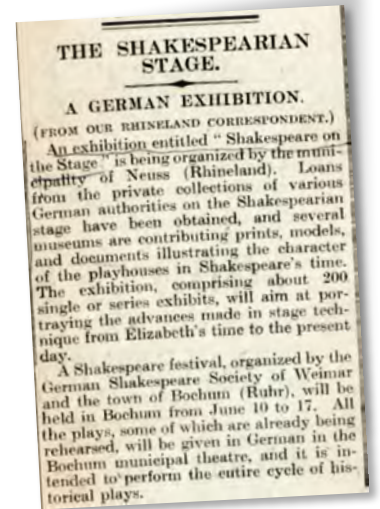 THE SHAKESPEARIAN
STAGE.
A GERMAN EXHIBITION.
(FROM OUR RHINELAND CORRESPONDENT.)
An exhibition entitled " Shakespeare on
the Stage " is being organized by the muni-
cipality of Neuss (Rhineland). Loans
from the private collections of various
German authorities on the Shakespearian
stage have been obtained, and several
museums are contributing prints, models,
and documents illustrating the character
of the playhouses in Shakespeare's time.
The exhibition, comprising about 200
single or series exhibits, will aim at por-
traying the advances made in stage tech-
nique from Elizabeth's time to the present
day.
A Shakespeare festival, organized by the
German Shakespeare Society of Weimar
and the town of Bochum (Ruhr), will be
held in Bochum from June 10 to 17. All
the plays, some of which are already being
rehearsed, will be given in German in the
Bochum municipal theatre, and it is in-
tended to perform the entire cycle of his-
torical plays.